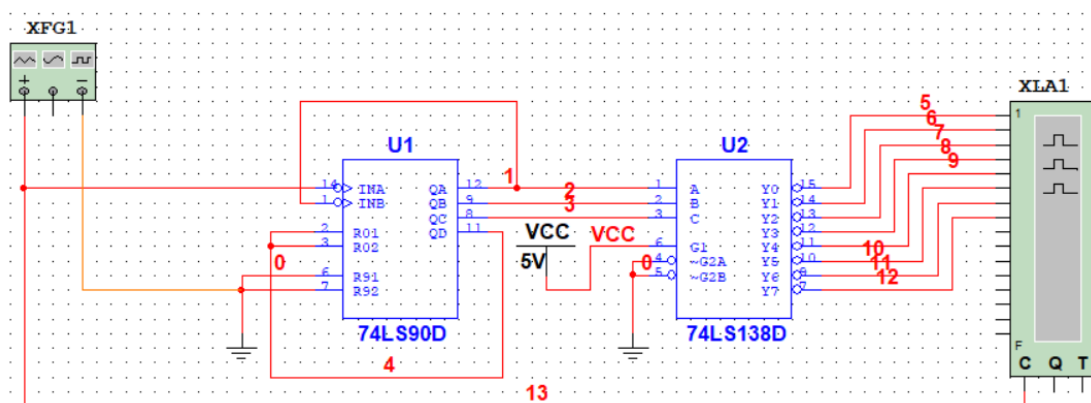 XFG1
XLA1
5
6
7
8
9
1
U1
U2
1
14
INA
QA
12
2
1
A
Y0
15
1
INB
QB
9
3
2
B
Y1
14
QC
8
3
C
Y2
13
2
R01
QD
11
VCC
VCC
Y3
12
3
R02
6
G1
Y4
11
10
0
5V
0
4
~G2A
Y5
10
11
6
R91
5
~G2B
Y6
9
12
7
R92
Y7
7
74LS90D
74LS138D
F
4
C
Q
T
13